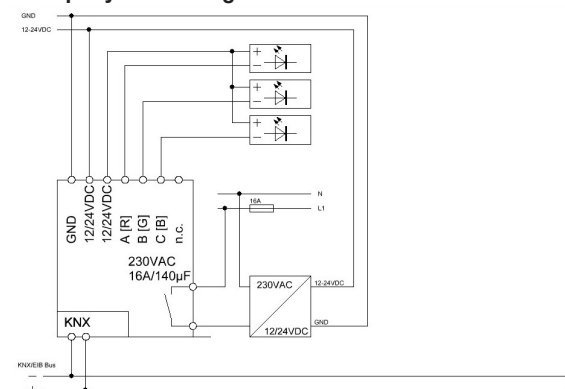 GND
12-24VDC
+
−
+
−
+
−
GND
12/24VDC
12/24VDC
A [R]
B [G]
C [B]
n.c.
230VAC
16A/140µF
KNX
N
16A
L1
230VAC
12/24VDC
12-24VDC
GND
KNX/EIB Bus
−